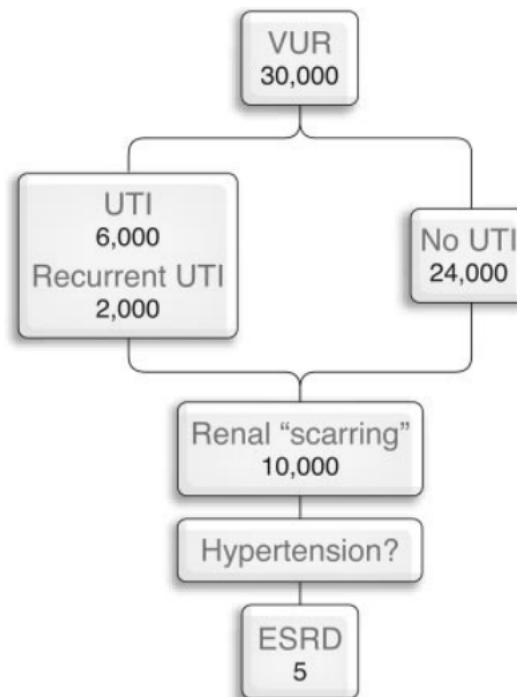 VUR
30,000
UTI
6,000
Recurrent UTI
2,000
No UTI
24,000
Renal “scarring”
10,000
Hypertension?
ESRD
5